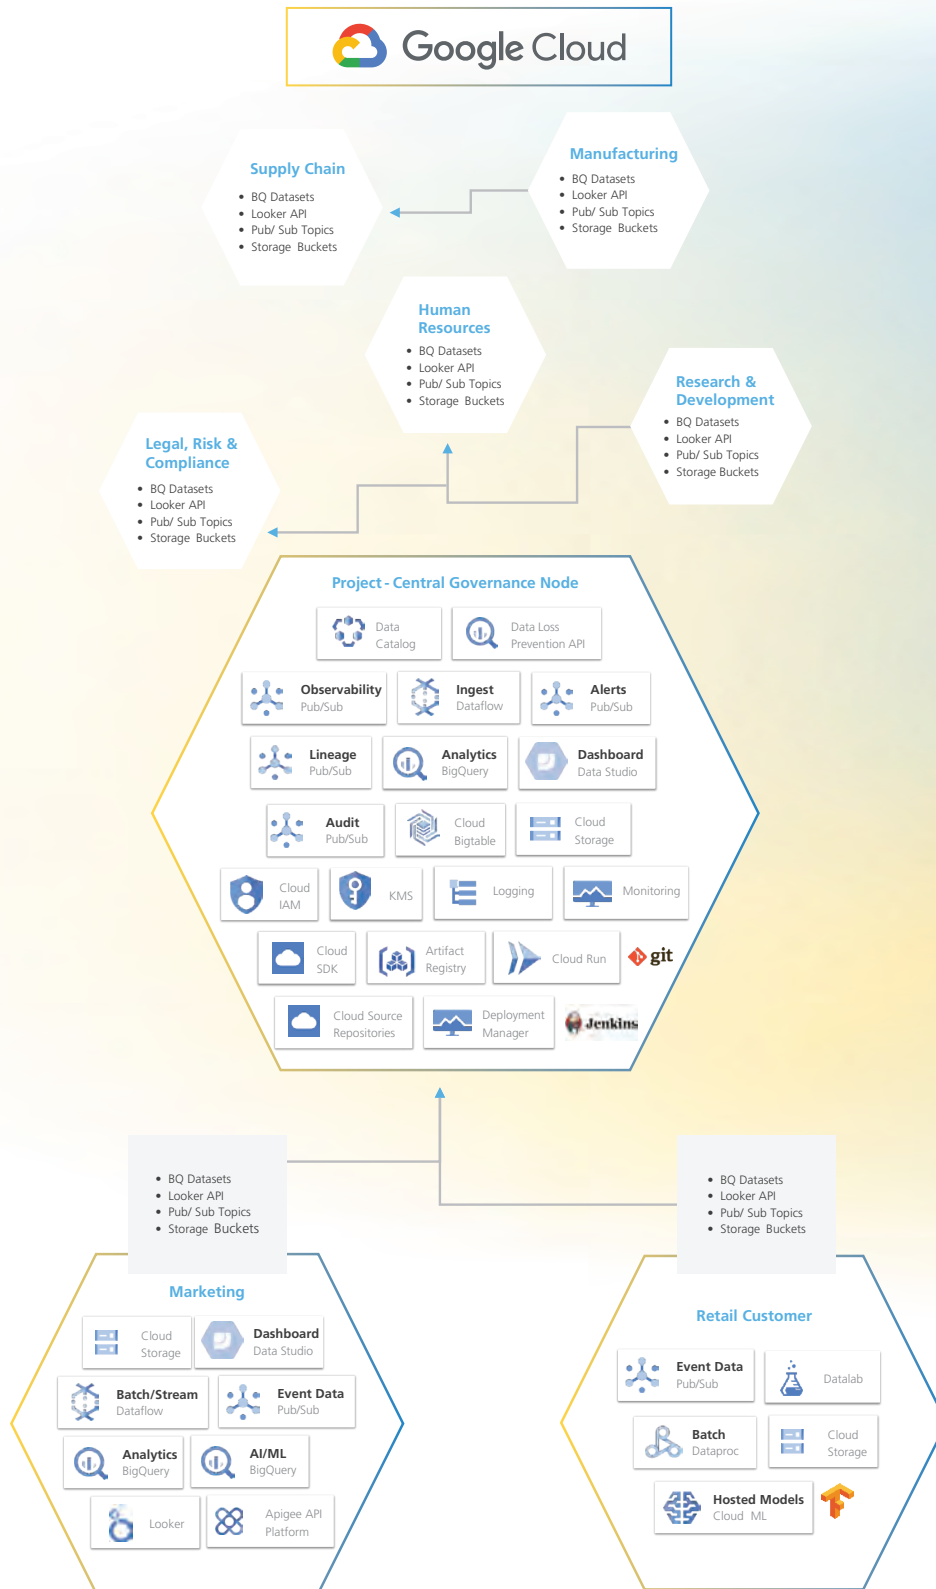 Google Cloud
Supply Chain
• BQ Datasets
• Looker API
• Pub/ Sub Topics
• Storage Buckets
Manufacturing
• BQ Datasets
• Looker API
• Pub/ Sub Topics
• Storage Buckets
Human
Resources
• BQ Datasets
• Looker API
• Pub/ Sub Topics
• Storage Buckets
Research &
Development
• BQ Datasets
• Looker API
• Pub/ Sub Topics
• Storage Buckets
Legal, Risk &
Compliance
• BQ Datasets
• Looker API
• Pub/ Sub Topics
• Storage Buckets
Project - Central Governance Node
Data
Catalog
Data Loss
Prevention API
Observability
Pub/Sub
Ingest
Dataflow
Alerts
Pub/Sub
Lineage
Pub/Sub
Analytics
BigQuery
Dashboard
Data Studio
Audit
Pub/Sub
Cloud
Bigtable
Cloud
Storage
Cloud
IAM
KMS
Logging
Monitoring
Cloud
SDK
Artifact
Registry
Cloud Run
git
Cloud Source
Repositories
Deployment
Manager
Jenkins
• BQ Datasets
• Looker API
• Pub/ Sub Topics
• Storage Buckets
• BQ Datasets
• Looker API
• Pub/ Sub Topics
• Storage Buckets
Marketing
Cloud
Storage
Dashboard
Data Studio
Batch/Stream
Dataflow
Event Data
Pub/Sub
Analytics
BigQuery
AI/ML
BigQuery
Looker
Apigee API
Platform
Retail Customer
Event Data
Pub/Sub
Datalab
Batch
Dataproc
Cloud
Storage
Hosted Models
Cloud ML